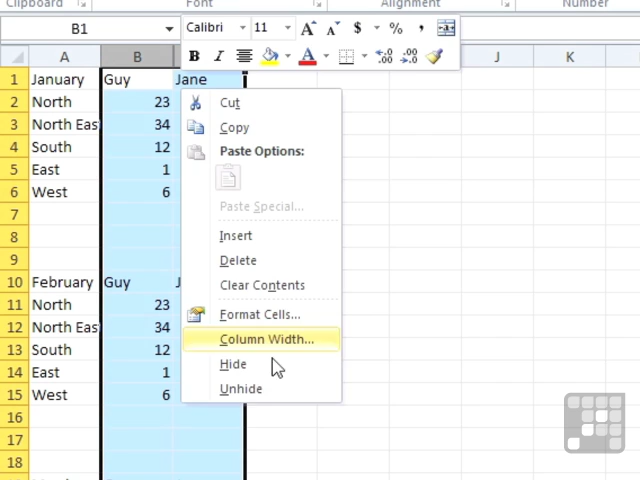 Clipboard Font Alignment Number
B1 Calibri 11 A A $ % ,
B I A .00 .0
A B J K
1 January Guy Jane
2 North 23
3 North East 34
4 South 12
5 East 1
6 West 6
7
8
9
10 February Guy J
11 North 23
12 North East 34
13 South 12
14 East 1
15 West 6
16
17
18
Cut
Copy
Paste Options:
Paste Special...
Insert
Delete
Clear Contents
Format Cells...
Column Width...
Hide
Unhide